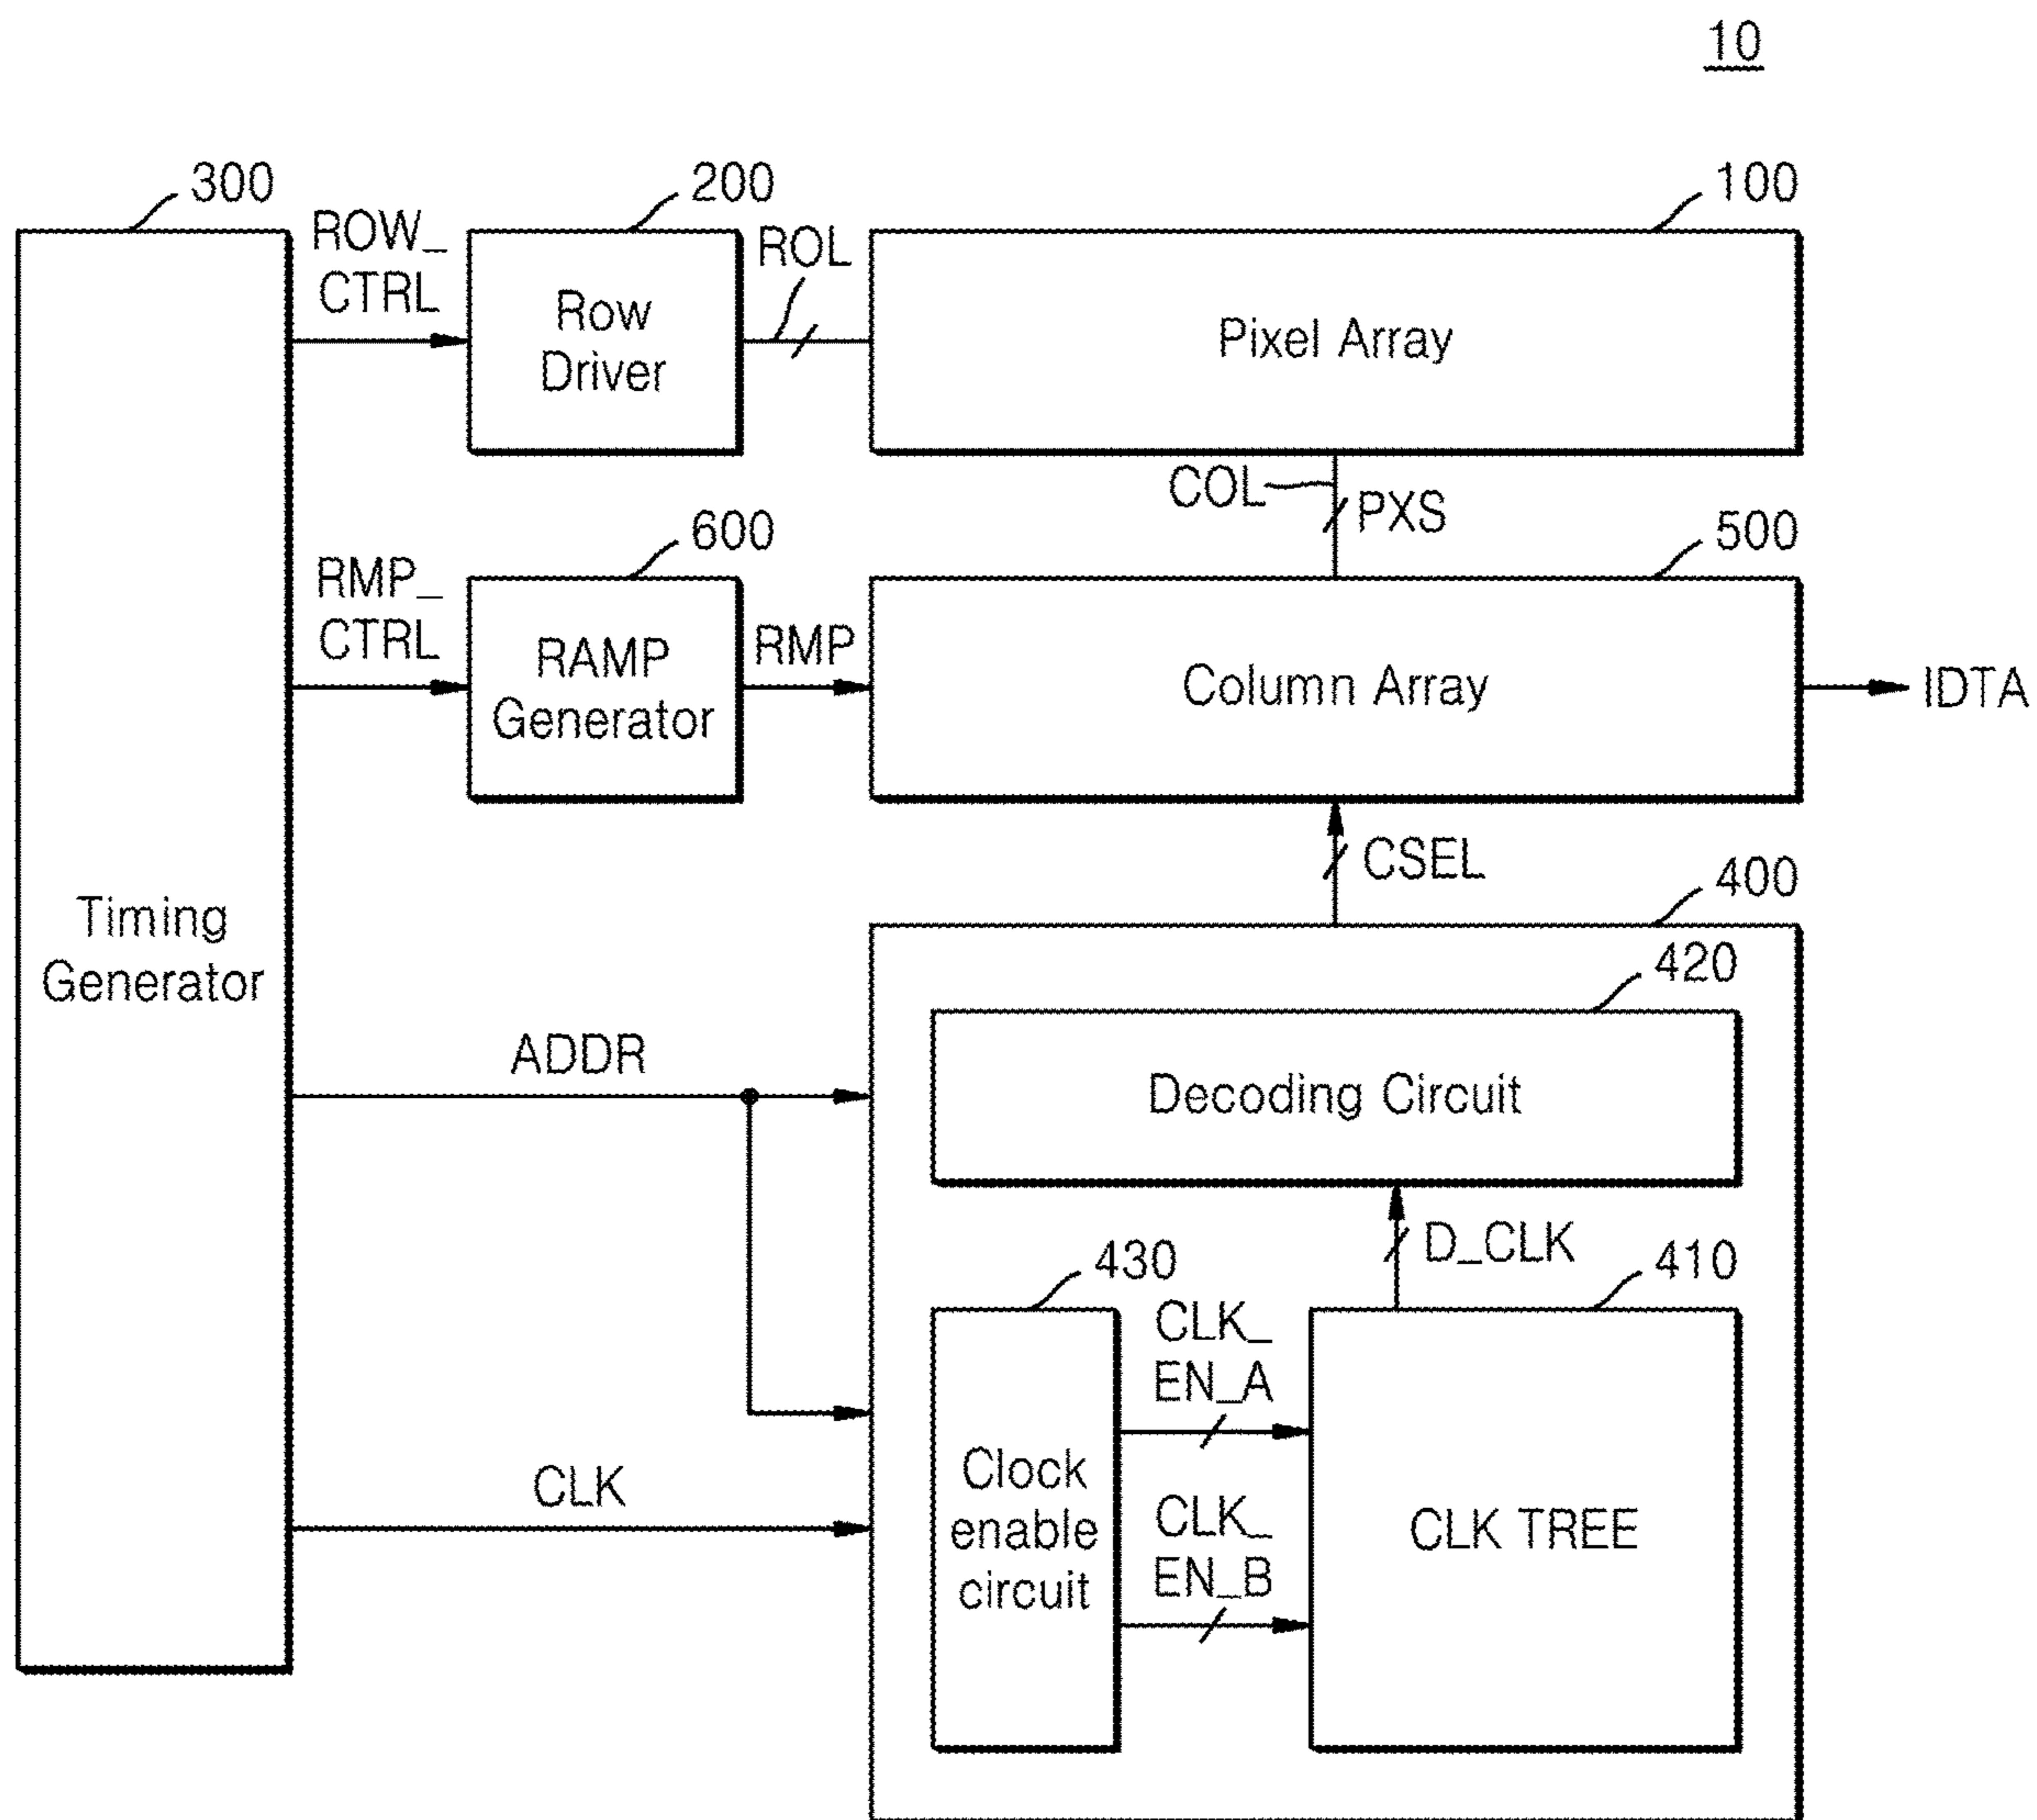 10
300
200
100
ROW_
CTRL
Row
Driver
ROL
Pixel Array
COL
PXS
600
500
RMP_
CTRL
RAMP
Generator
RMP
Column Array
IDTA
CSEL
400
Timing
Generator
420
ADDR
Decoding Circuit
D_CLK
430
410
CLK_
EN_A
CLK
Clock
enable
circuit
CLK_
EN_B
CLK TREE